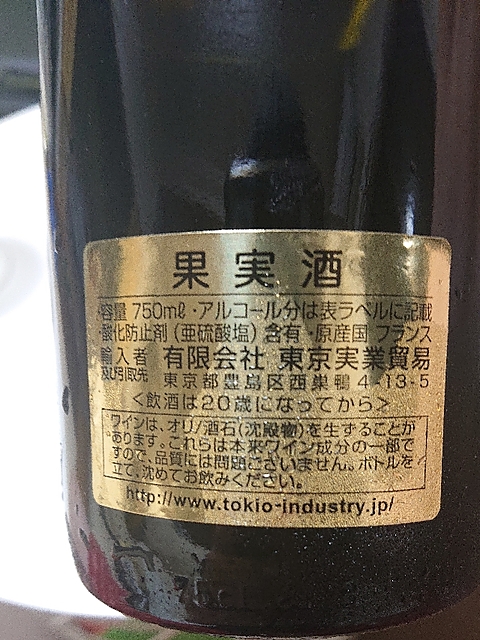 果実酒
容量 750mℓ・アルコール分は表ラベルに記載
酸化防止剤（亜硫酸塩）含有・原産国 フランス
輸入者 有限会社 東京実業貿易
及び引取先 東京都豊島区西巣鴨 4-13-5
＜飲酒は20歳になってから＞
ワインは、オリ/酒石(沈殿物)を生ずることが
あります。これらは本来ワイン成分の一部で
すので、品質には問題ございません。ボトルを
立て、沈めてお飲みください。
http://www.tokio-industry.jp/